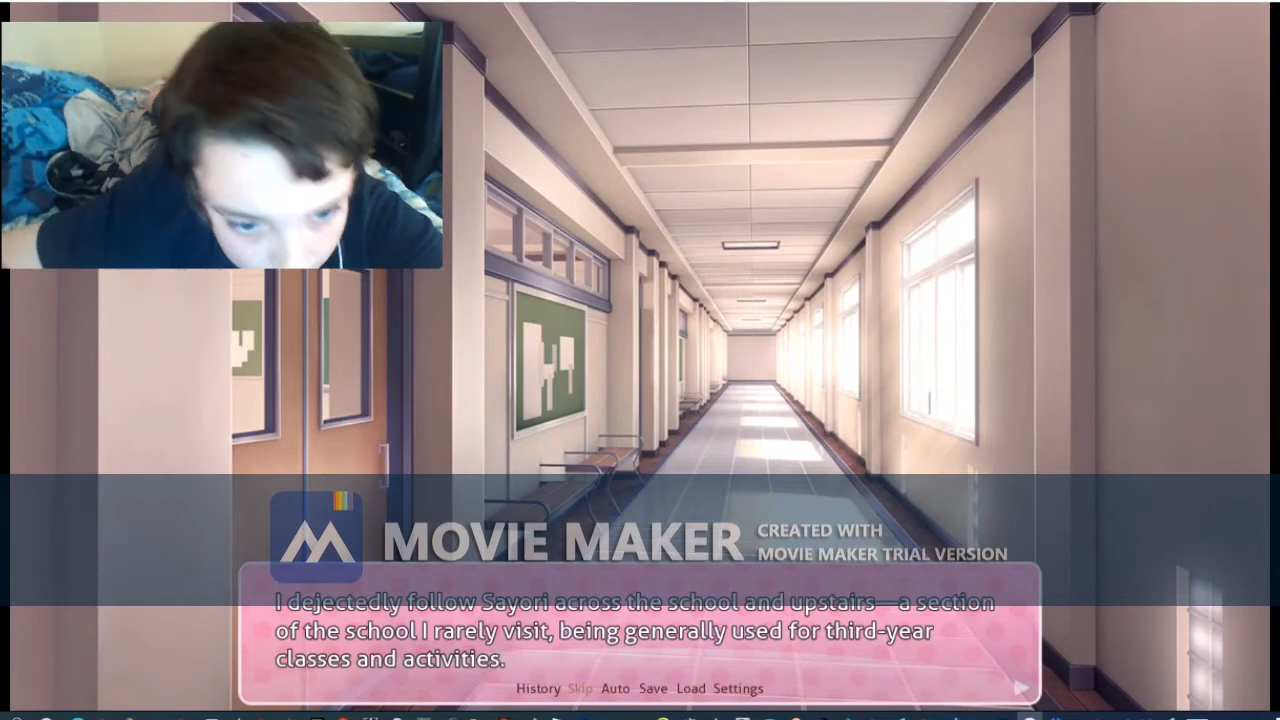 MOVIE MAKER
CREATED WITH
MOVIE MAKER TRIAL VERSION
I dejectedly follow Sayori across the school and upstairs—a section
of the school I rarely visit, being generally used for third-year
classes and activities.
History Skip Auto Save Load Settings